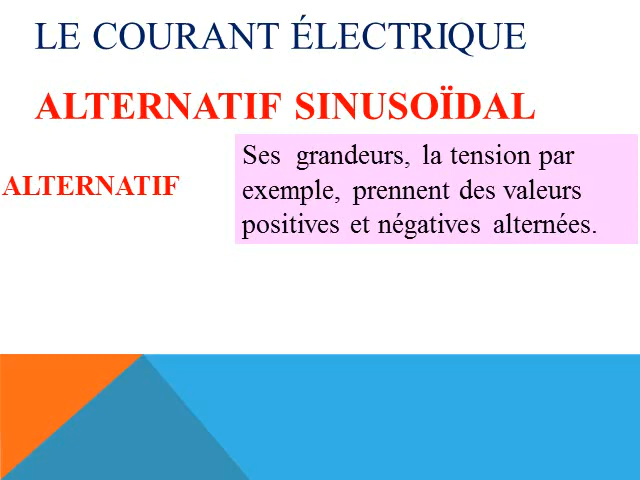 LE COURANT ÉLECTRIQUE
ALTERNATIF SINUSOÏDAL
ALTERNATIF
Ses grandeurs, la tension par
exemple, prennent des valeurs
positives et négatives alternées.